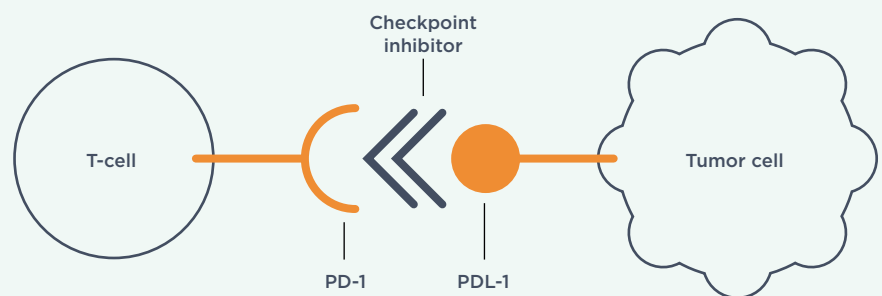 Checkpoint
inhibitor
T-cell
Tumor cell
PD-1
PDL-1